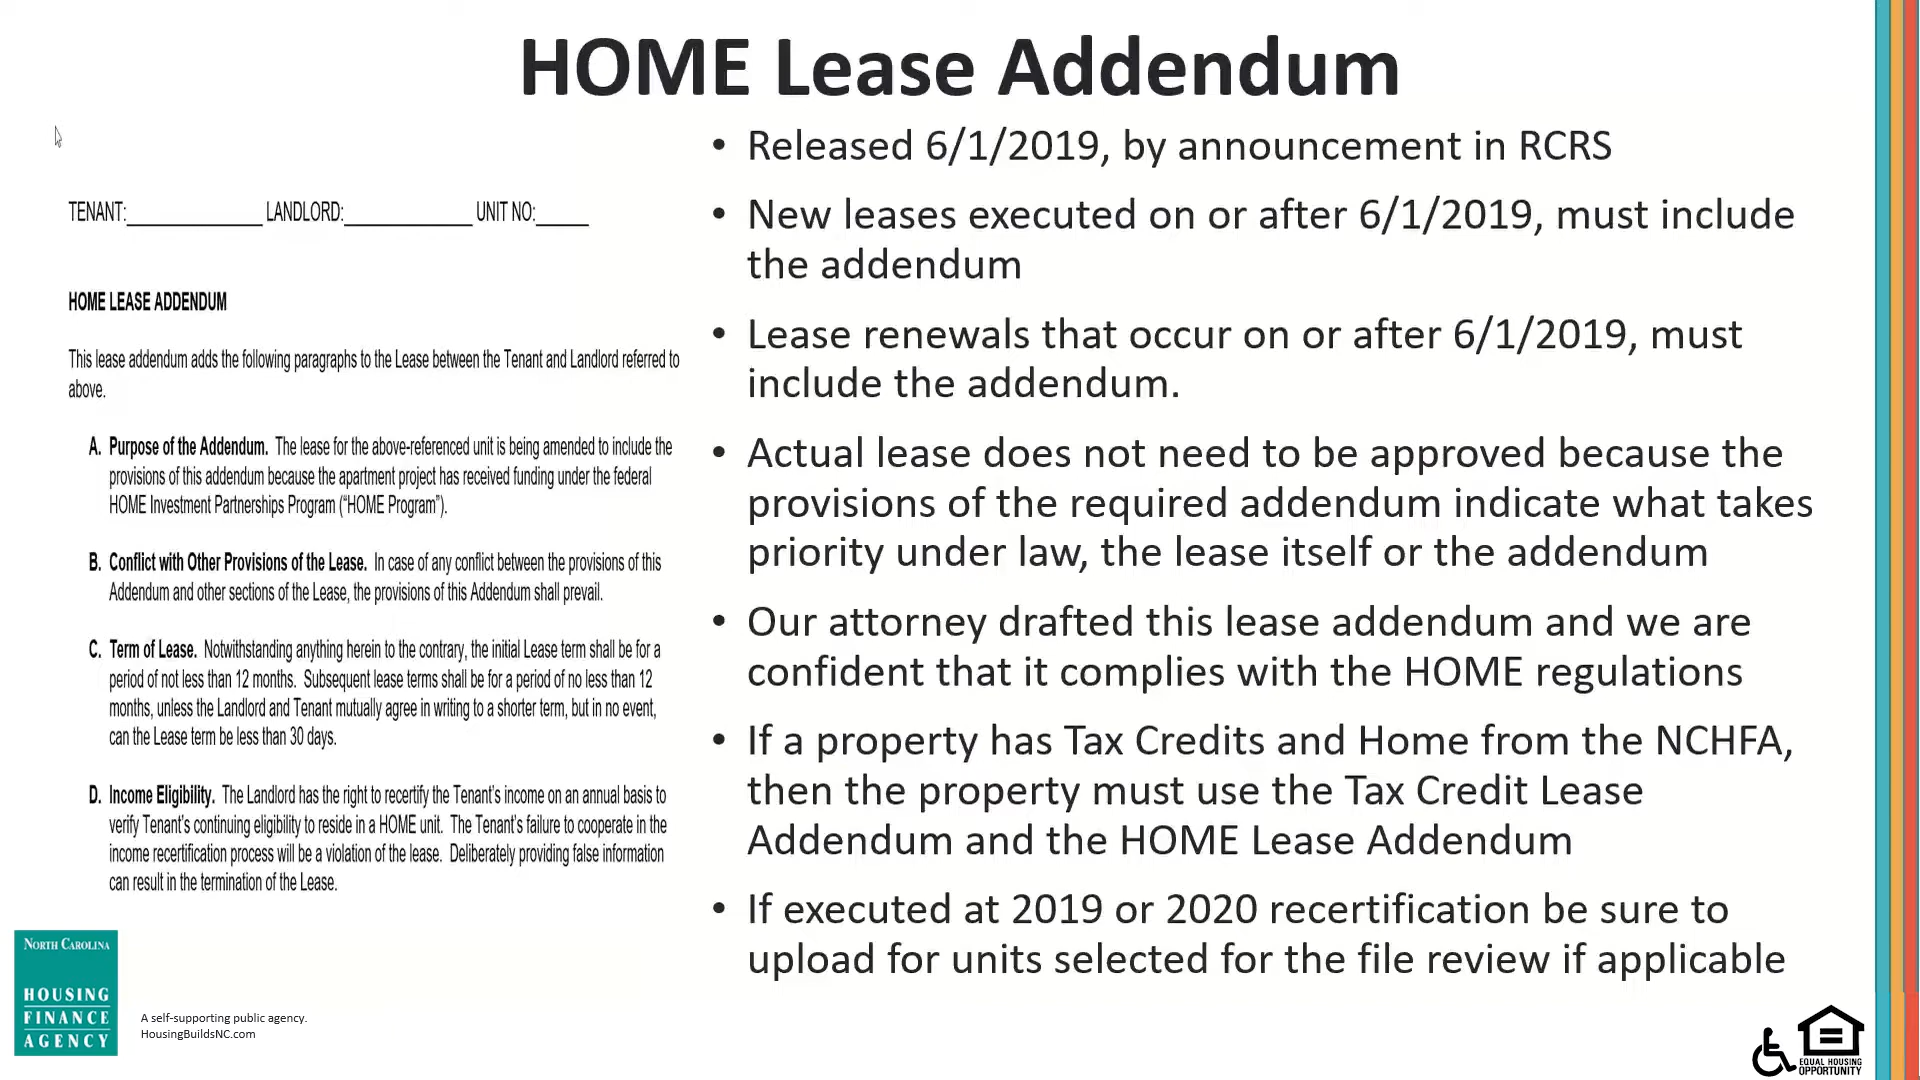 HOME Lease Addendum
TENANT:____________ LANDLORD:____________ UNIT NO:_____
HOME LEASE ADDENDUM
This lease addendum adds the following paragraphs to the Lease between the Tenant and Landlord referred to
above.
A. Purpose of the Addendum. The lease for the above-referenced unit is being amended to include the
provisions of this addendum because the apartment project has received funding under the federal
HOME Investment Partnerships Program (“HOME Program”).
B. Conflict with Other Provisions of the Lease. In case of any conflict between the provisions of this
Addendum and other sections of the Lease, the provisions of this Addendum shall prevail.
C. Term of Lease. Notwithstanding anything herein to the contrary, the initial Lease term shall be for a
period of not less than 12 months. Subsequent lease terms shall be for a period of no less than 12
months, unless the Landlord and Tenant mutually agree in writing to a shorter term, but in no event,
can the Lease term be less than 30 days.
D. Income Eligibility. The Landlord has the right to recertify the Tenant’s income on an annual basis to
verify Tenant’s continuing eligibility to reside in a HOME unit. The Tenant’s failure to cooperate in the
income recertification process will be a violation of the lease. Deliberately providing false information
can result in the termination of the Lease.
• Released 6/1/2019, by announcement in RCRS
• New leases executed on or after 6/1/2019, must include
the addendum
• Lease renewals that occur on or after 6/1/2019, must
include the addendum.
• Actual lease does not need to be approved because the
provisions of the required addendum indicate what takes
priority under law, the lease itself or the addendum
• Our attorney drafted this lease addendum and we are
confident that it complies with the HOME regulations
• If a property has Tax Credits and Home from the NCHFA,
then the property must use the Tax Credit Lease
Addendum and the HOME Lease Addendum
• If executed at 2019 or 2020 recertification be sure to
upload for units selected for the file review if applicable
NORTH CAROLINA
HOUSING
FINANCE
AGENCY
A self-supporting public agency.
HousingBuildsNC.com
EQUAL HOUSING
OPPORTUNITY